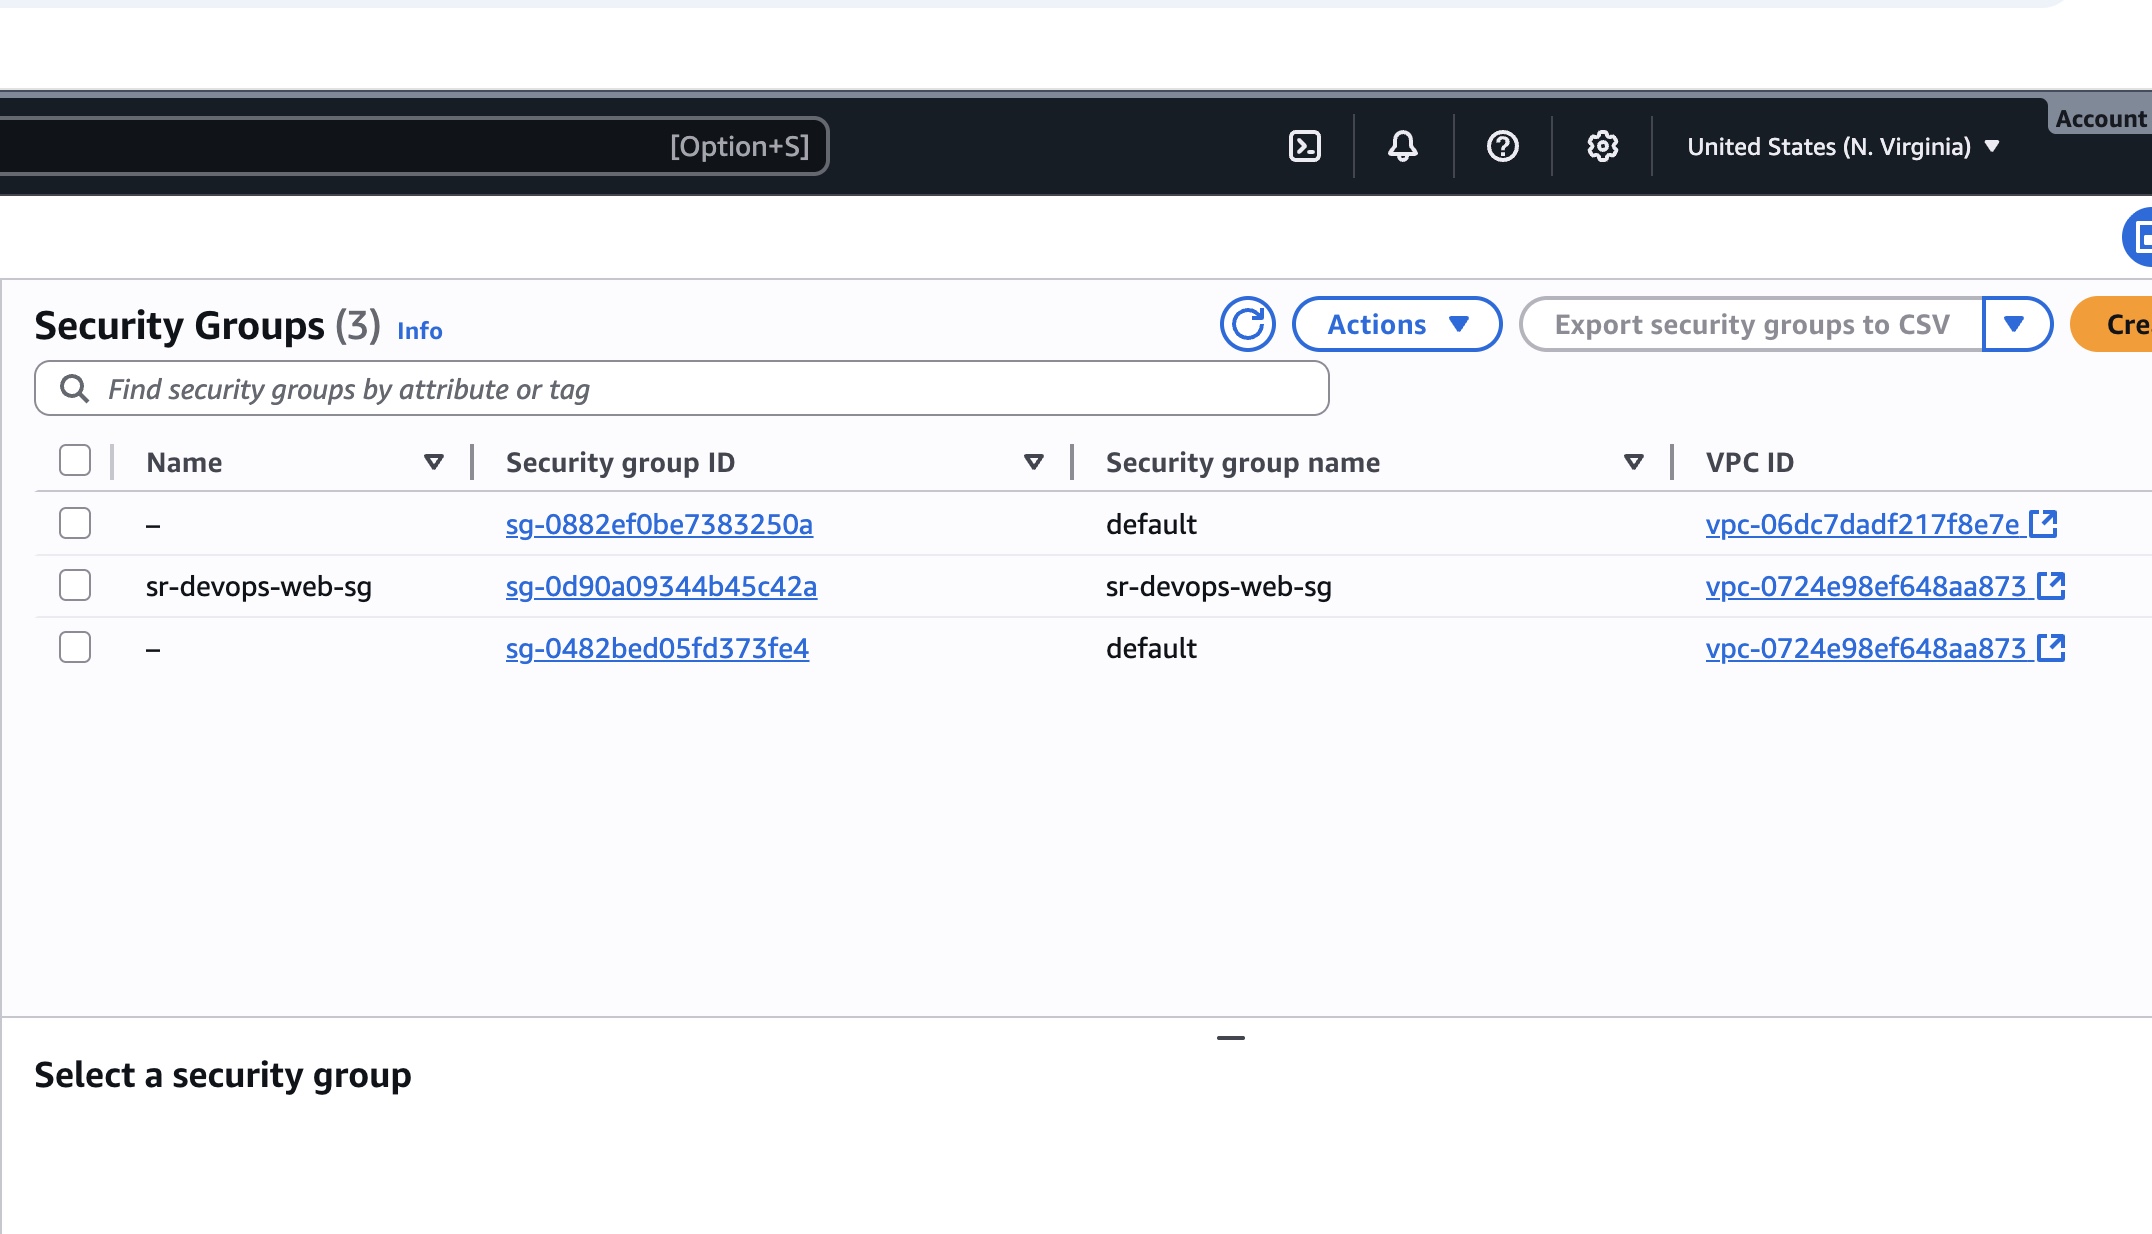 [Option+S]
United States (N. Virginia)
Account
Security Groups (3) Info
Actions
Export security groups to CSV
Cre
Find security groups by attribute or tag
Name Security group ID Security group name VPC ID
– sg-0882ef0be7383250a default vpc-06dc7dadf217f8e7e
sr-devops-web-sg sg-0d90a09344b45c42a sr-devops-web-sg vpc-0724e98ef648aa873
– sg-0482bed05fd373fe4 default vpc-0724e98ef648aa873
Select a security group